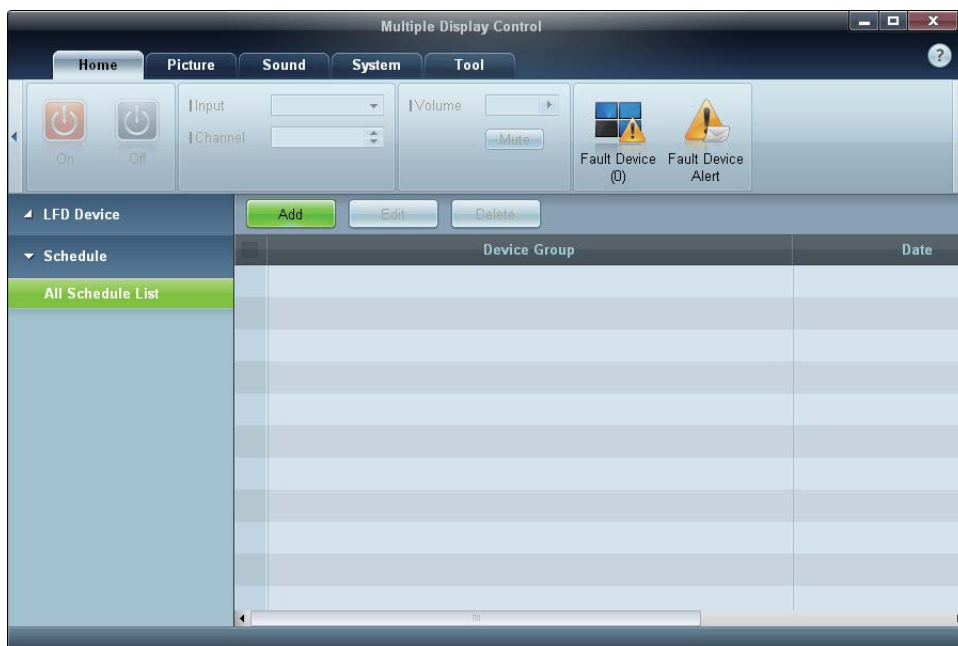 Multiple Display Control
Home Picture Sound System Tool
Input
Volume
Channel
Mute
On Off
Fault Device
(0)
Fault Device
Alert
LFD Device
Add Edit Delete
Schedule
Device Group Date
All Schedule List